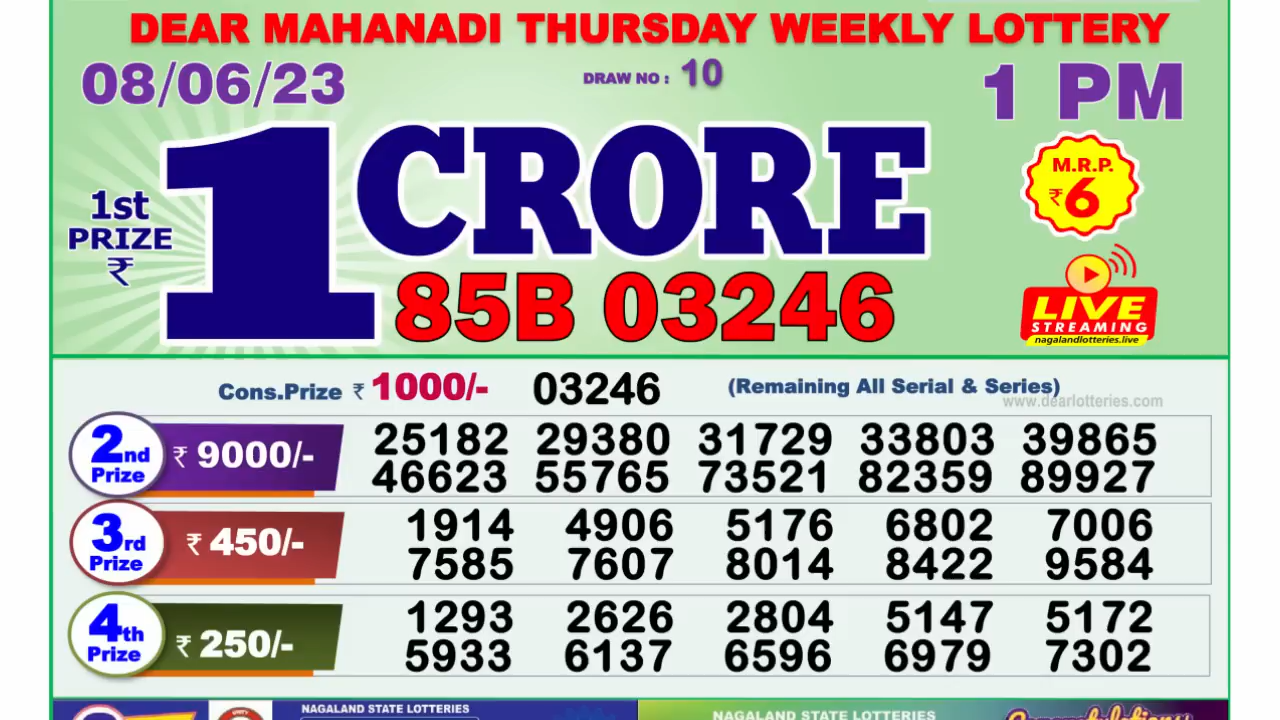 DEAR MAHANADI THURSDAY WEEKLY LOTTERY
08/06/23
DRAW NO : 10
1 PM
1st
PRIZE
₹
1 CRORE
85B 03246
M.R.P.
₹6
LIVE
STREAMING
nagalandlotteries.live
Cons.Prize ₹ 1000/- 03246 (Remaining All Serial & Series)
www.dearlotteries.com
2nd Prize ₹ 9000/-
25182 29380 31729 33803 39865
46623 55765 73521 82359 89927
3rd Prize ₹ 450/-
1914 4906 5176 6802 7006
7585 7607 8014 8422 9584
4th Prize ₹ 250/-
1293 2626 2804 5147 5172
5933 6137 6596 6979 7302
NAGALAND STATE LOTTERIES
NAGALAND STATE LOTTERIES
Congratulations